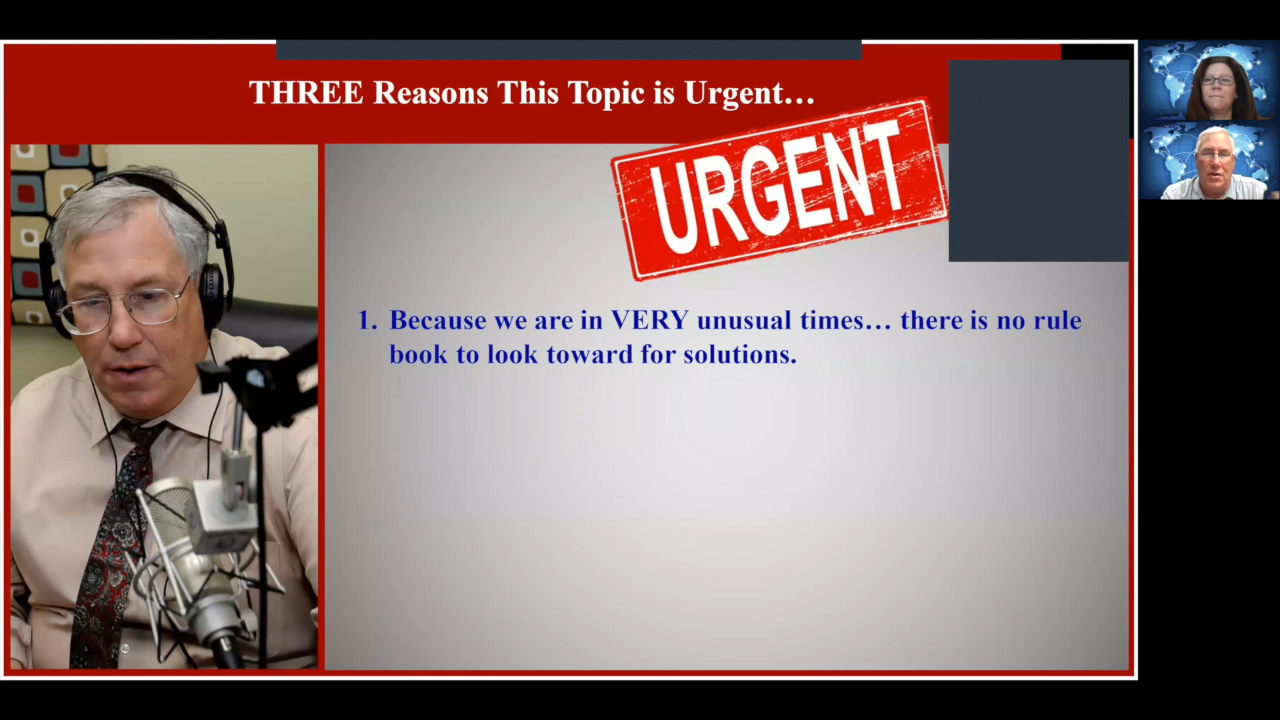 THREE Reasons This Topic is Urgent…
URGENT
1. Because we are in VERY unusual times… there is no rule
book to look toward for solutions.